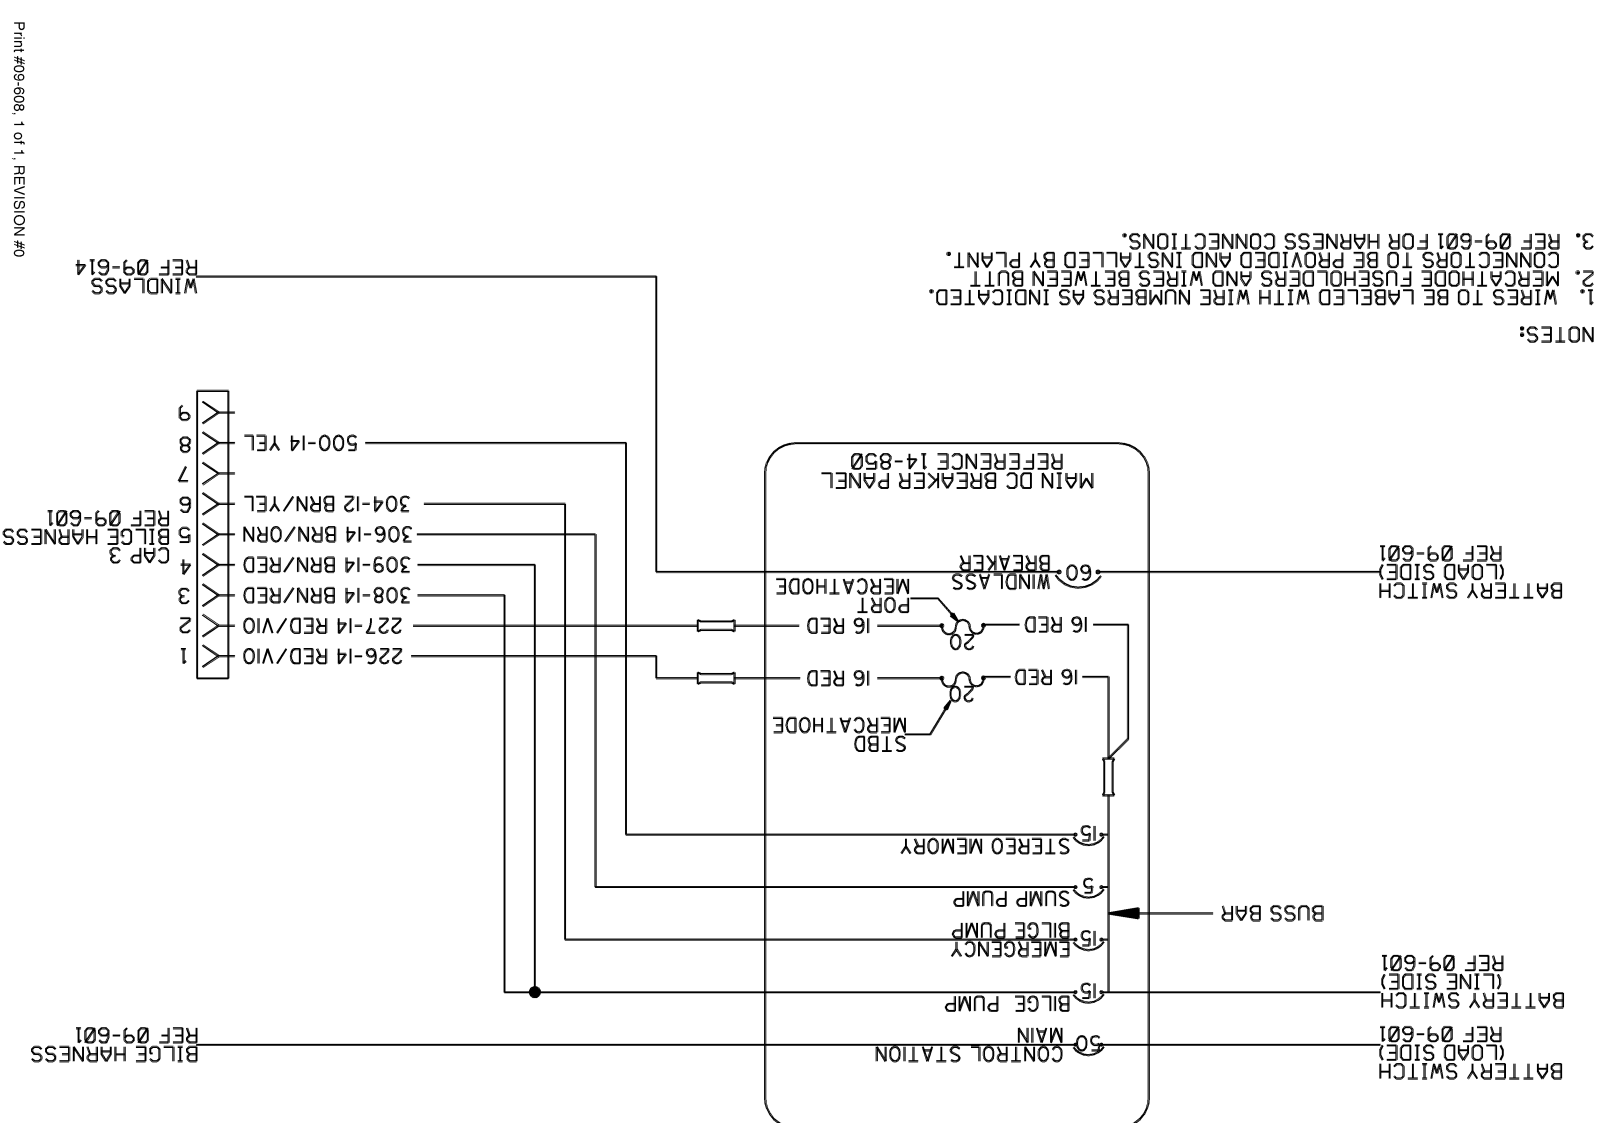 Print #09-608, 1 of 1, REVISION #0
BATTERY SWITCH
(LOAD SIDE)
REF 09-601
CONTROL STATION
MAIN
50
BILGE HARNESS
REF 09-601
BATTERY SWITCH
(LINE SIDE)
REF 09-601
BILGE PUMP
15
EMERGENCY
BILGE PUMP
15
BUSS BAR
SUMP PUMP
5
STEREO MEMORY
15
STBD
MERCATHODE
20
16 RED
16 RED
PORT
MERCATHODE
20
16 RED
16 RED
BATTERY SWITCH
(LOAD SIDE)
REF 09-601
60
WINDLASS
BREAKER
MAIN DC BREAKER PANEL
REFERENCE 14-850
1 226-14 RED/VIO
2 227-14 RED/VIO
3 308-14 BRN/RED
4 309-14 BRN/RED
5 306-14 BRN/ORN
6 304-12 BRN/YEL
7
8 500-14 YEL
9
CAP 3
BILGE HARNESS
REF 09-601
WINDLASS
REF 09-614
NOTES:
1. WIRES TO BE LABELED WITH WIRE NUMBERS AS INDICATED.
2. MERCATHODE FUSEHOLDERS AND WIRES BETWEEN BUTT
CONNECTORS TO BE PROVIDED AND INSTALLED BY PLANT.
3. REF 09-601 FOR HARNESS CONNECTIONS.